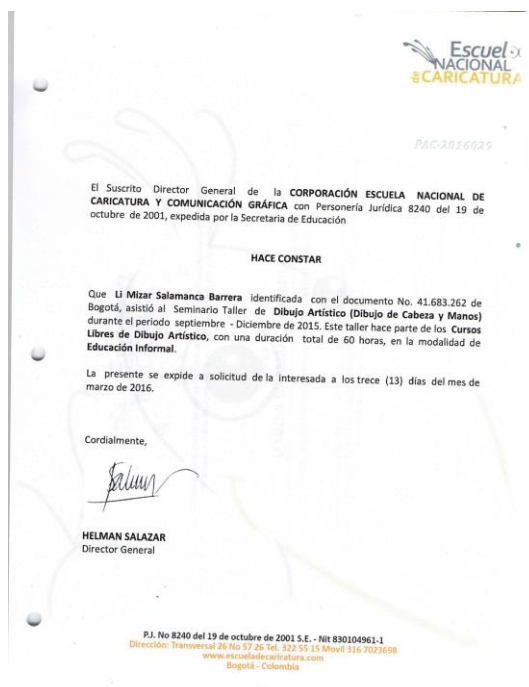 Escuela
NACIONAL
de CARICATURA
PAC-2016029
El Suscrito Director General de la CORPORACIÓN ESCUELA NACIONAL DE
CARICATURA Y COMUNICACIÓN GRÁFICA con Personería Jurídica 8240 del 19 de
octubre de 2001, expedida por la Secretaria de Educación
HACE CONSTAR
Que Li Mizar Salamanca Barrera identificada con el documento No. 41.683.262 de
Bogotá, asistió al Seminario Taller de Dibujo Artístico (Dibujo de Cabeza y Manos)
durante el periodo septiembre - Diciembre de 2015. Este taller hace parte de los Cursos
Libres de Dibujo Artístico, con una duración total de 60 horas, en la modalidad de
Educación Informal.
La presente se expide a solicitud de la interesada a los trece (13) días del mes de
marzo de 2016.
Cordialmente,
HELMAN SALAZAR
Director General
P.J. No 8240 del 19 de octubre de 2001 S.E. - Nit 830104961-1
Dirección: Transversal 26 No 57 26 Tel. 322 55 15 Movil 316 7023698
www.escueladecaricatura.com
Bogotá - Colombia